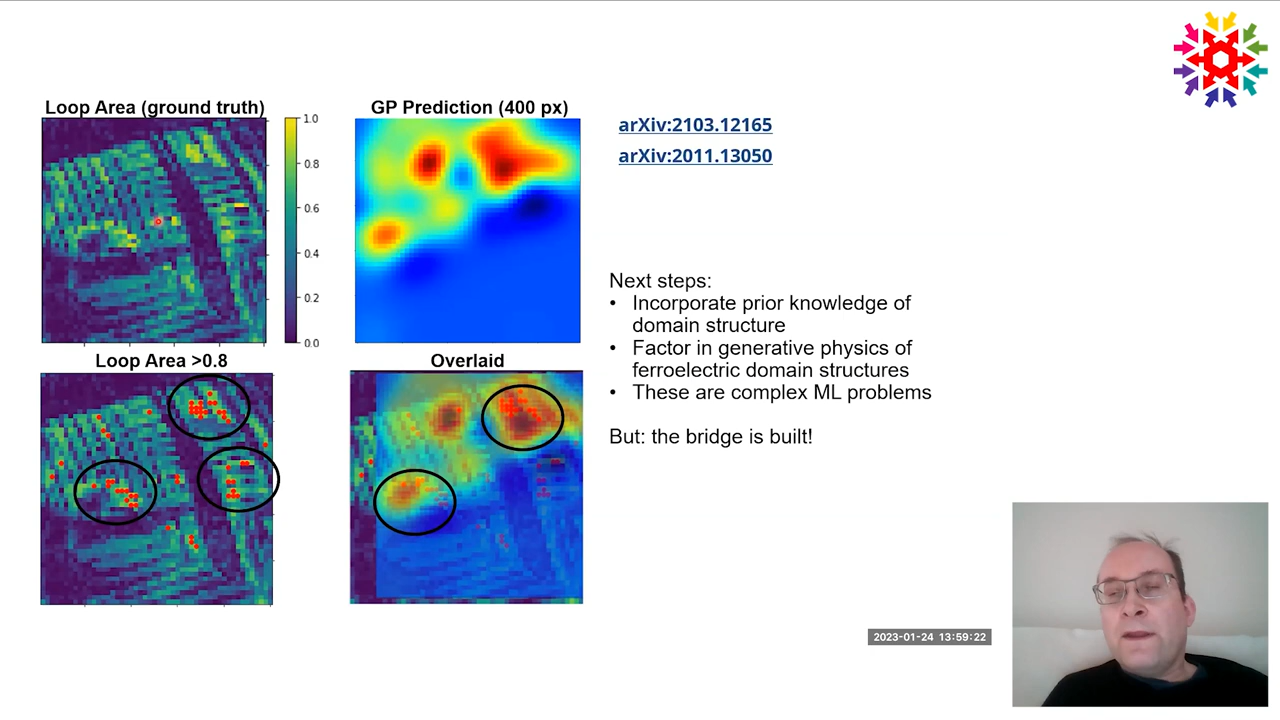 Loop Area (ground truth)
1.0
0.8
0.6
0.4
0.2
0.0
GP Prediction (400 px)
Loop Area >0.8
Overlaid
arXiv:2103.12165
arXiv:2011.13050
Next steps:
• Incorporate prior knowledge of
domain structure
• Factor in generative physics of
ferroelectric domain structures
• These are complex ML problems
But: the bridge is built!
2023-01-24 13:59:22